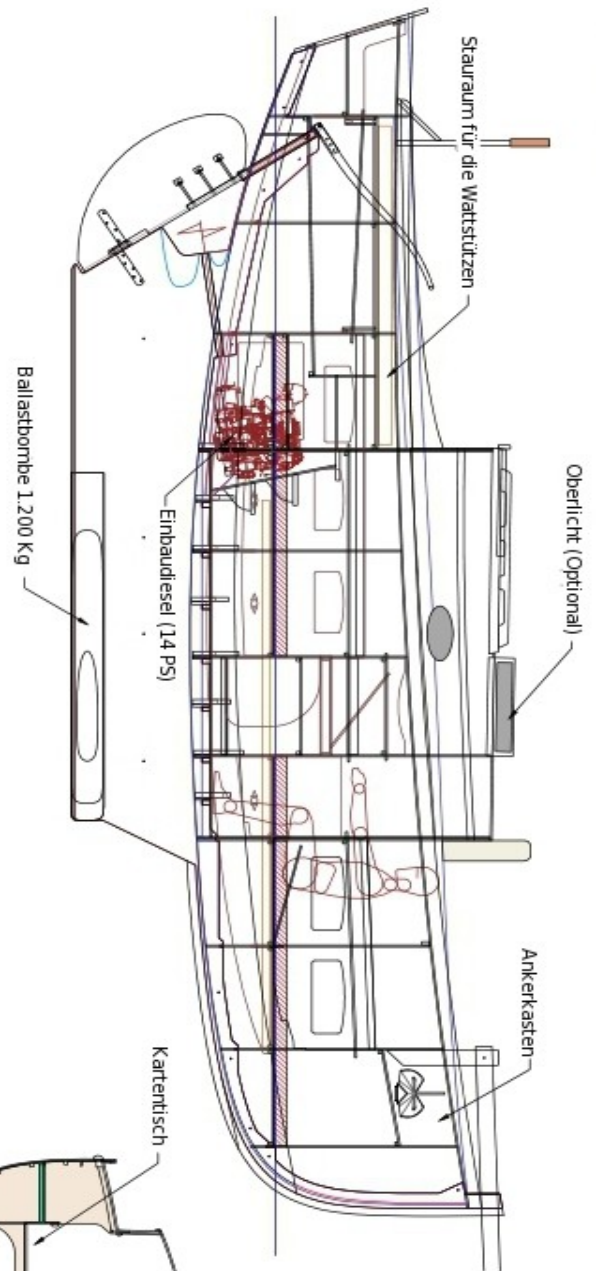 Stauraum für die Wattstützen
Oberlicht (Optional)
Ankerkasten
Einbaudiesel (14 PS)
Ballastbombe 1.200 Kg
Kartentisch